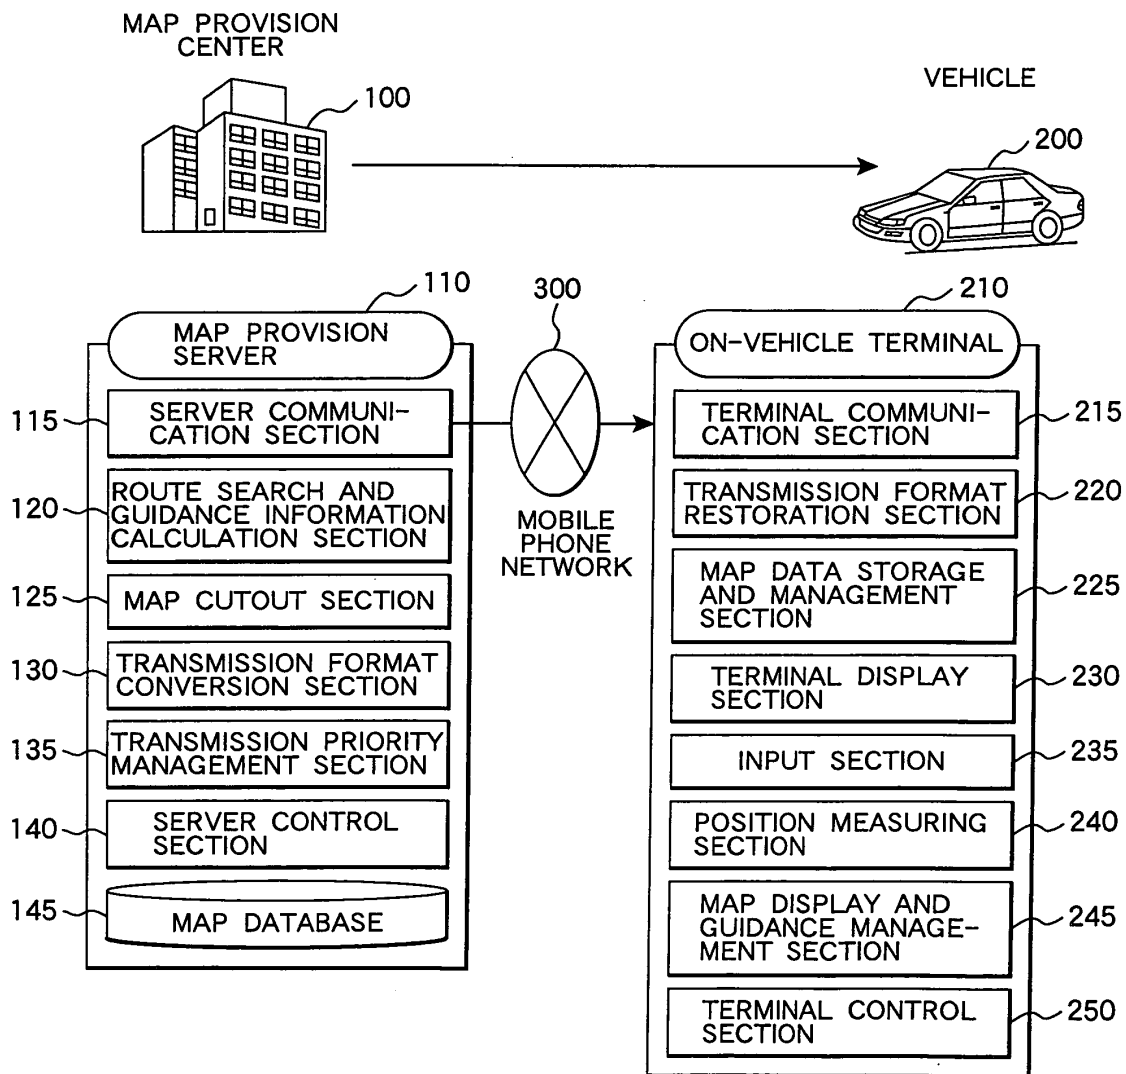 MAP PROVISION
CENTER
100
VEHICLE
200
110
MAP PROVISION
SERVER
115
SERVER COMMUNI-
CATION SECTION
120
ROUTE SEARCH AND
GUIDANCE INFORMATION
CALCULATION SECTION
125
MAP CUTOUT SECTION
130
TRANSMISSION FORMAT
CONVERSION SECTION
135
TRANSMISSION PRIORITY
MANAGEMENT SECTION
140
SERVER CONTROL
SECTION
145
MAP DATABASE
300
MOBILE
PHONE
NETWORK
210
ON-VEHICLE TERMINAL
TERMINAL COMMUNI-
CATION SECTION
215
TRANSMISSION FORMAT
RESTORATION SECTION
220
MAP DATA STORAGE
AND MANAGEMENT
SECTION
225
TERMINAL DISPLAY
SECTION
230
INPUT SECTION
235
POSITION MEASURING
SECTION
240
MAP DISPLAY AND
GUIDANCE MANAGE-
MENT SECTION
245
TERMINAL CONTROL
SECTION
250